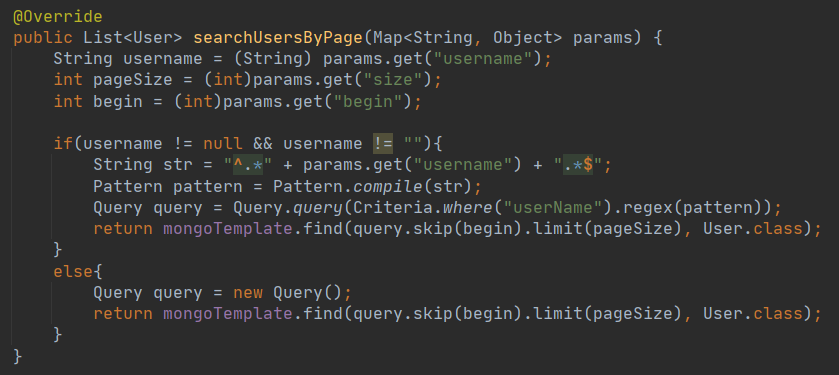 @Override
public List<User> searchUsersByPage(Map<String, Object> params) {
    String username = (String) params.get("username");
    int pageSize = (int)params.get("size");
    int begin = (int)params.get("begin");

    if(username != null && username != ""){
        String str = "^.*" + params.get("username") + ".*$";
        Pattern pattern = Pattern.compile(str);
        Query query = Query.query(Criteria.where("userName").regex(pattern));
        return mongoTemplate.find(query.skip(begin).limit(pageSize), User.class);
    }
    else{
        Query query = new Query();
        return mongoTemplate.find(query.skip(begin).limit(pageSize), User.class);
    }
}